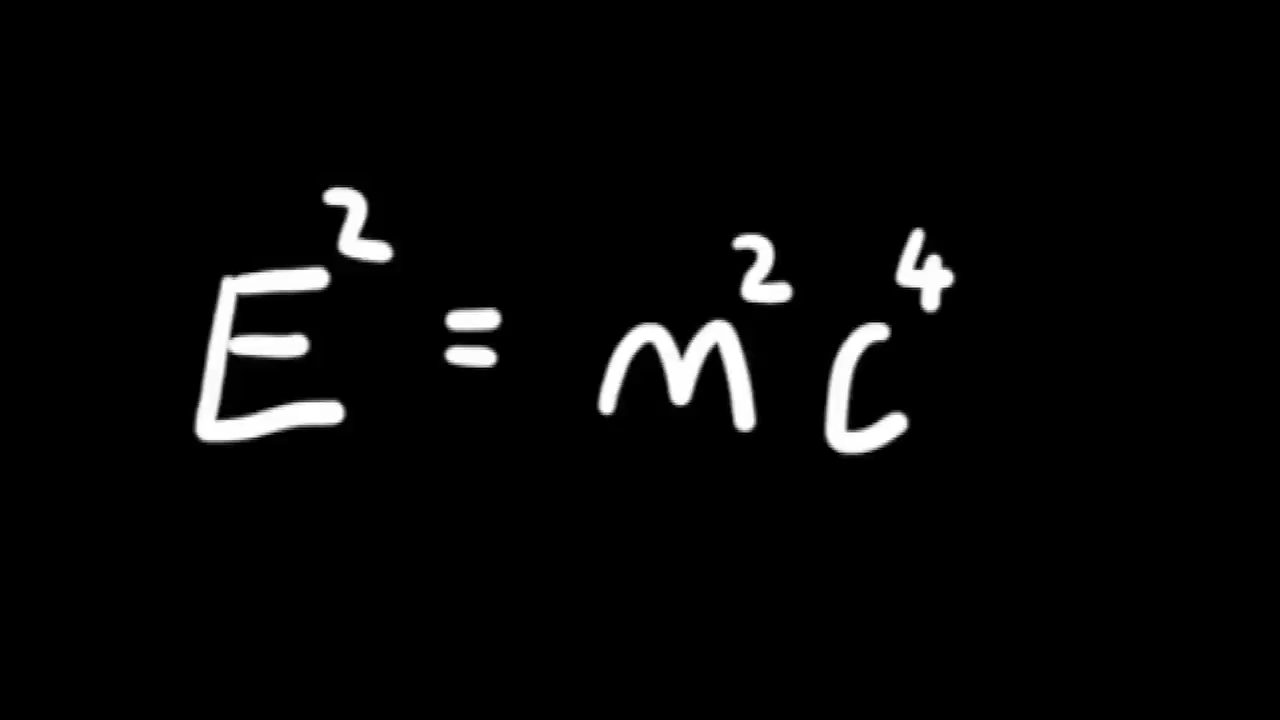 E² = m²c⁴